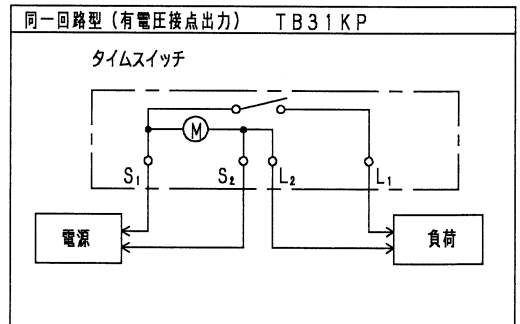 同一回路型（有電圧接点出力） TB31KP
タイムスイッチ
M
S₁ S₂ L₂ L₁
電源 負荷